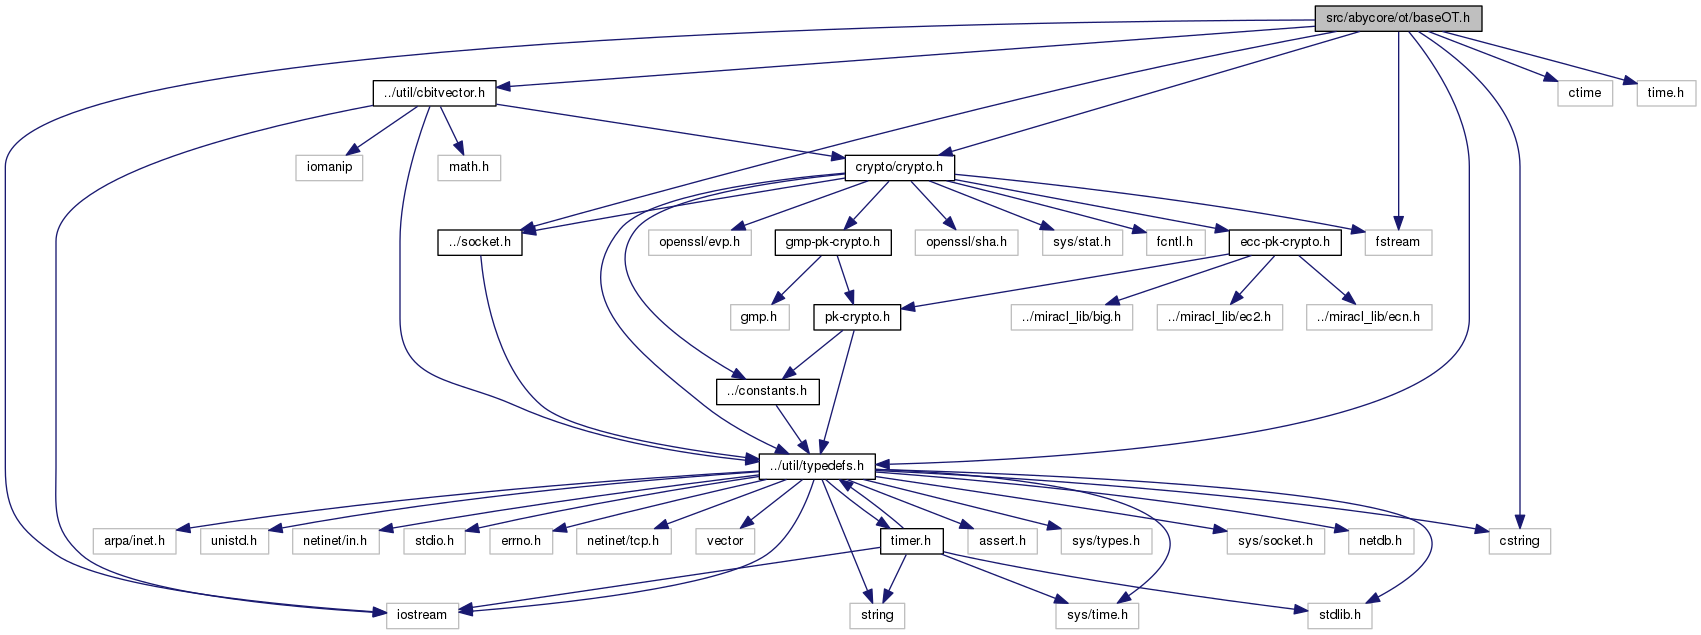 src/abycore/ot/baseOT.h
../util/cbitvector.h
ctime
time.h
iomanip
math.h
crypto/crypto.h
../socket.h
openssl/evp.h
gmp-pk-crypto.h
openssl/sha.h
sys/stat.h
fcntl.h
ecc-pk-crypto.h
fstream
gmp.h
pk-crypto.h
../miracl_lib/big.h
../miracl_lib/ec2.h
../miracl_lib/ecn.h
../constants.h
../util/typedefs.h
arpa/inet.h
unistd.h
netinet/in.h
stdio.h
errno.h
netinet/tcp.h
vector
timer.h
assert.h
sys/types.h
sys/socket.h
netdb.h
cstring
iostream
string
sys/time.h
stdlib.h